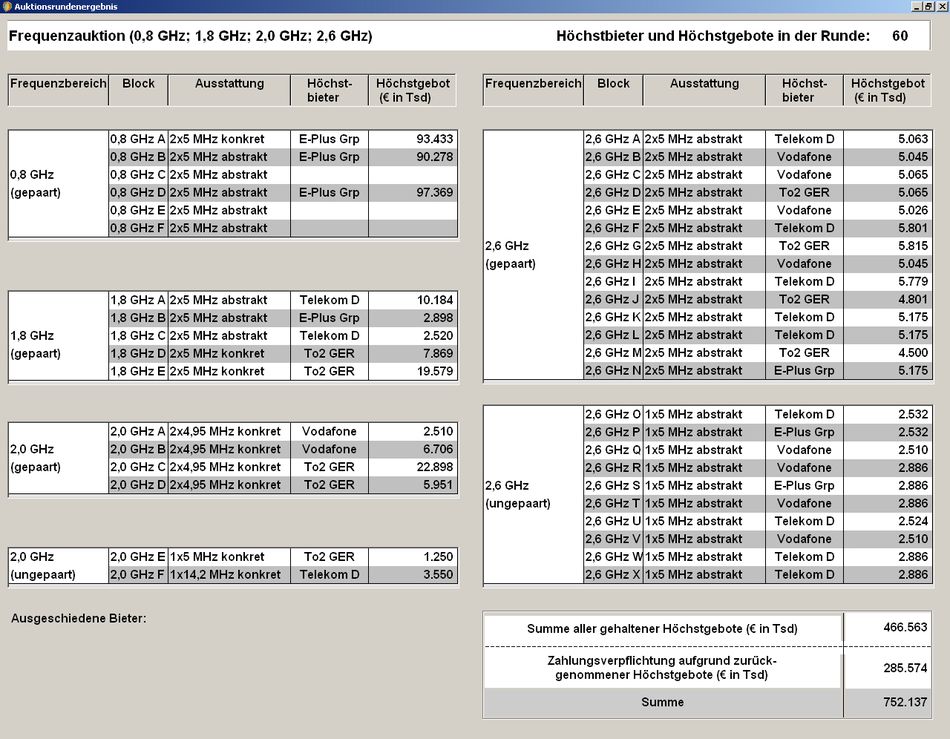 Auktionsrundenergebnis
Frequenzauktion (0,8 GHz; 1,8 GHz; 2,0 GHz; 2,6 GHz) Höchstbieter und Höchstgebote in der Runde: 60
Frequenzbereich Block Ausstattung Höchst-bieter Höchstgebot (€ in Tsd)
0,8 GHz (gepaart)
0,8 GHz A 2x5 MHz konkret E-Plus Grp 93.433
0,8 GHz B 2x5 MHz abstrakt E-Plus Grp 90.278
0,8 GHz C 2x5 MHz abstrakt
0,8 GHz D 2x5 MHz abstrakt E-Plus Grp 97.369
0,8 GHz E 2x5 MHz abstrakt
0,8 GHz F 2x5 MHz abstrakt
1,8 GHz (gepaart)
1,8 GHz A 2x5 MHz abstrakt Telekom D 10.184
1,8 GHz B 2x5 MHz abstrakt E-Plus Grp 2.898
1,8 GHz C 2x5 MHz abstrakt Telekom D 2.520
1,8 GHz D 2x5 MHz konkret To2 GER 7.869
1,8 GHz E 2x5 MHz konkret To2 GER 19.579
2,0 GHz (gepaart)
2,0 GHz A 2x4,95 MHz konkret Vodafone 2.510
2,0 GHz B 2x4,95 MHz konkret Vodafone 6.706
2,0 GHz C 2x4,95 MHz konkret To2 GER 22.898
2,0 GHz D 2x4,95 MHz konkret To2 GER 5.951
2,0 GHz (ungepaart)
2,0 GHz E 1x5 MHz konkret To2 GER 1.250
2,0 GHz F 1x14,2 MHz konkret Telekom D 3.550
Ausgeschiedene Bieter:
Frequenzbereich Block Ausstattung Höchst-bieter Höchstgebot (€ in Tsd)
2,6 GHz (gepaart)
2,6 GHz A 2x5 MHz abstrakt Telekom D 5.063
2,6 GHz B 2x5 MHz abstrakt Vodafone 5.045
2,6 GHz C 2x5 MHz abstrakt Vodafone 5.065
2,6 GHz D 2x5 MHz abstrakt To2 GER 5.065
2,6 GHz E 2x5 MHz abstrakt Vodafone 5.026
2,6 GHz F 2x5 MHz abstrakt Telekom D 5.801
2,6 GHz G 2x5 MHz abstrakt To2 GER 5.815
2,6 GHz H 2x5 MHz abstrakt Vodafone 5.045
2,6 GHz I 2x5 MHz abstrakt Telekom D 5.779
2,6 GHz J 2x5 MHz abstrakt To2 GER 4.801
2,6 GHz K 2x5 MHz abstrakt Telekom D 5.175
2,6 GHz L 2x5 MHz abstrakt Telekom D 5.175
2,6 GHz M 2x5 MHz abstrakt To2 GER 4.500
2,6 GHz N 2x5 MHz abstrakt E-Plus Grp 5.175
2,6 GHz (ungepaart)
2,6 GHz O 1x5 MHz abstrakt Telekom D 2.532
2,6 GHz P 1x5 MHz abstrakt E-Plus Grp 2.532
2,6 GHz Q 1x5 MHz abstrakt Vodafone 2.510
2,6 GHz R 1x5 MHz abstrakt Vodafone 2.886
2,6 GHz S 1x5 MHz abstrakt E-Plus Grp 2.886
2,6 GHz T 1x5 MHz abstrakt Vodafone 2.886
2,6 GHz U 1x5 MHz abstrakt Telekom D 2.524
2,6 GHz V 1x5 MHz abstrakt Vodafone 2.510
2,6 GHz W 1x5 MHz abstrakt Telekom D 2.886
2,6 GHz X 1x5 MHz abstrakt Telekom D 2.886
Summe aller gehaltener Höchstgebote (€ in Tsd) 466.563
Zahlungsverpflichtung aufgrund zurück-
genommener Höchstgebote (€ in Tsd) 285.574
Summe 752.137